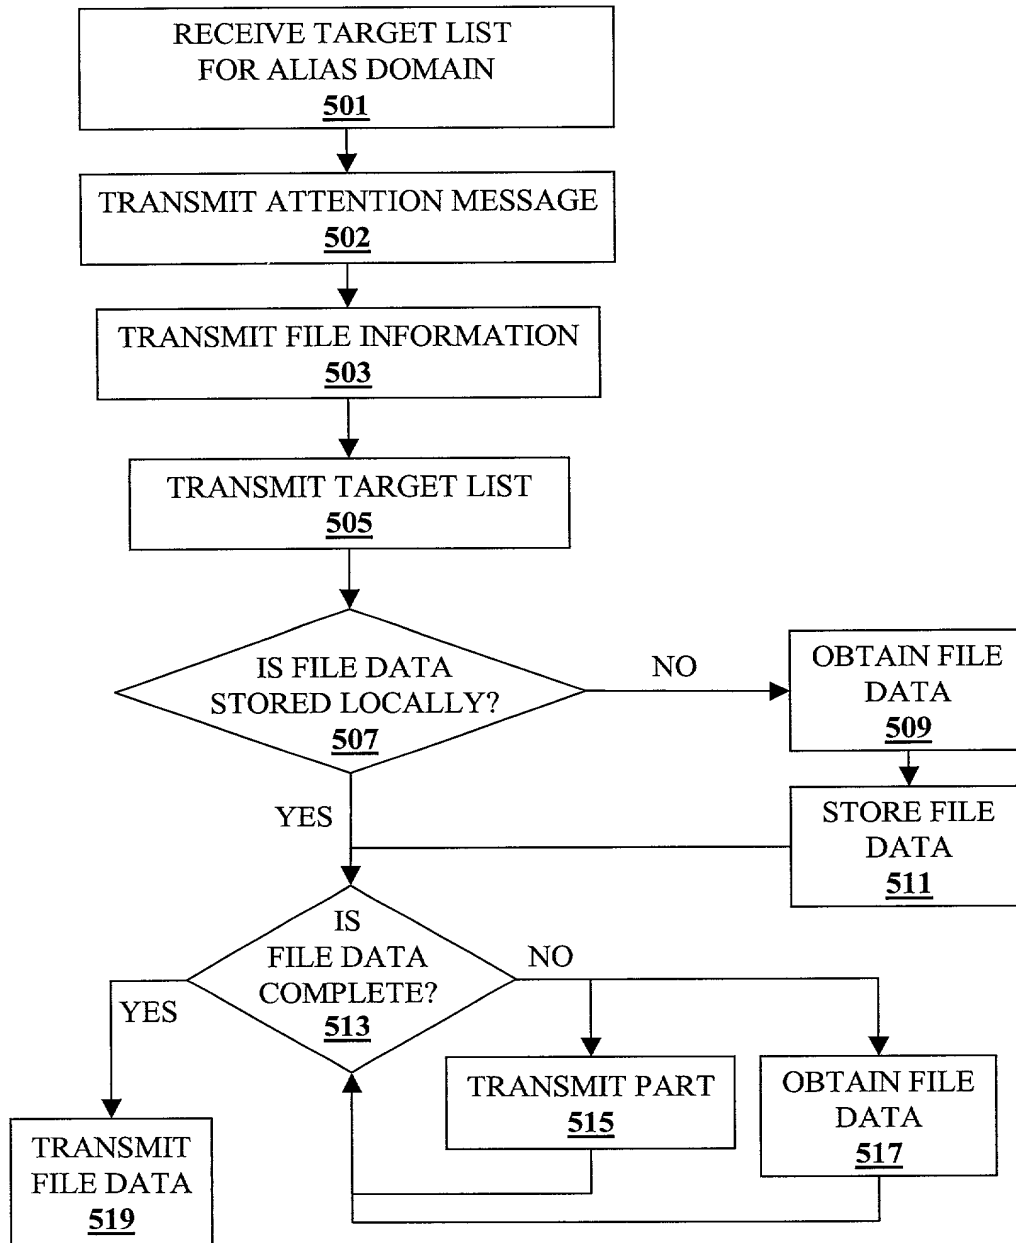 RECEIVE TARGET LIST
FOR ALIAS DOMAIN
501
TRANSMIT ATTENTION MESSAGE
502
TRANSMIT FILE INFORMATION
503
TRANSMIT TARGET LIST
505
IS FILE DATA
STORED LOCALLY?
507
NO
OBTAIN FILE
DATA
509
YES
STORE FILE
DATA
511
IS
FILE DATA
COMPLETE?
513
NO
YES
TRANSMIT PART
515
OBTAIN FILE
DATA
517
TRANSMIT
FILE DATA
519